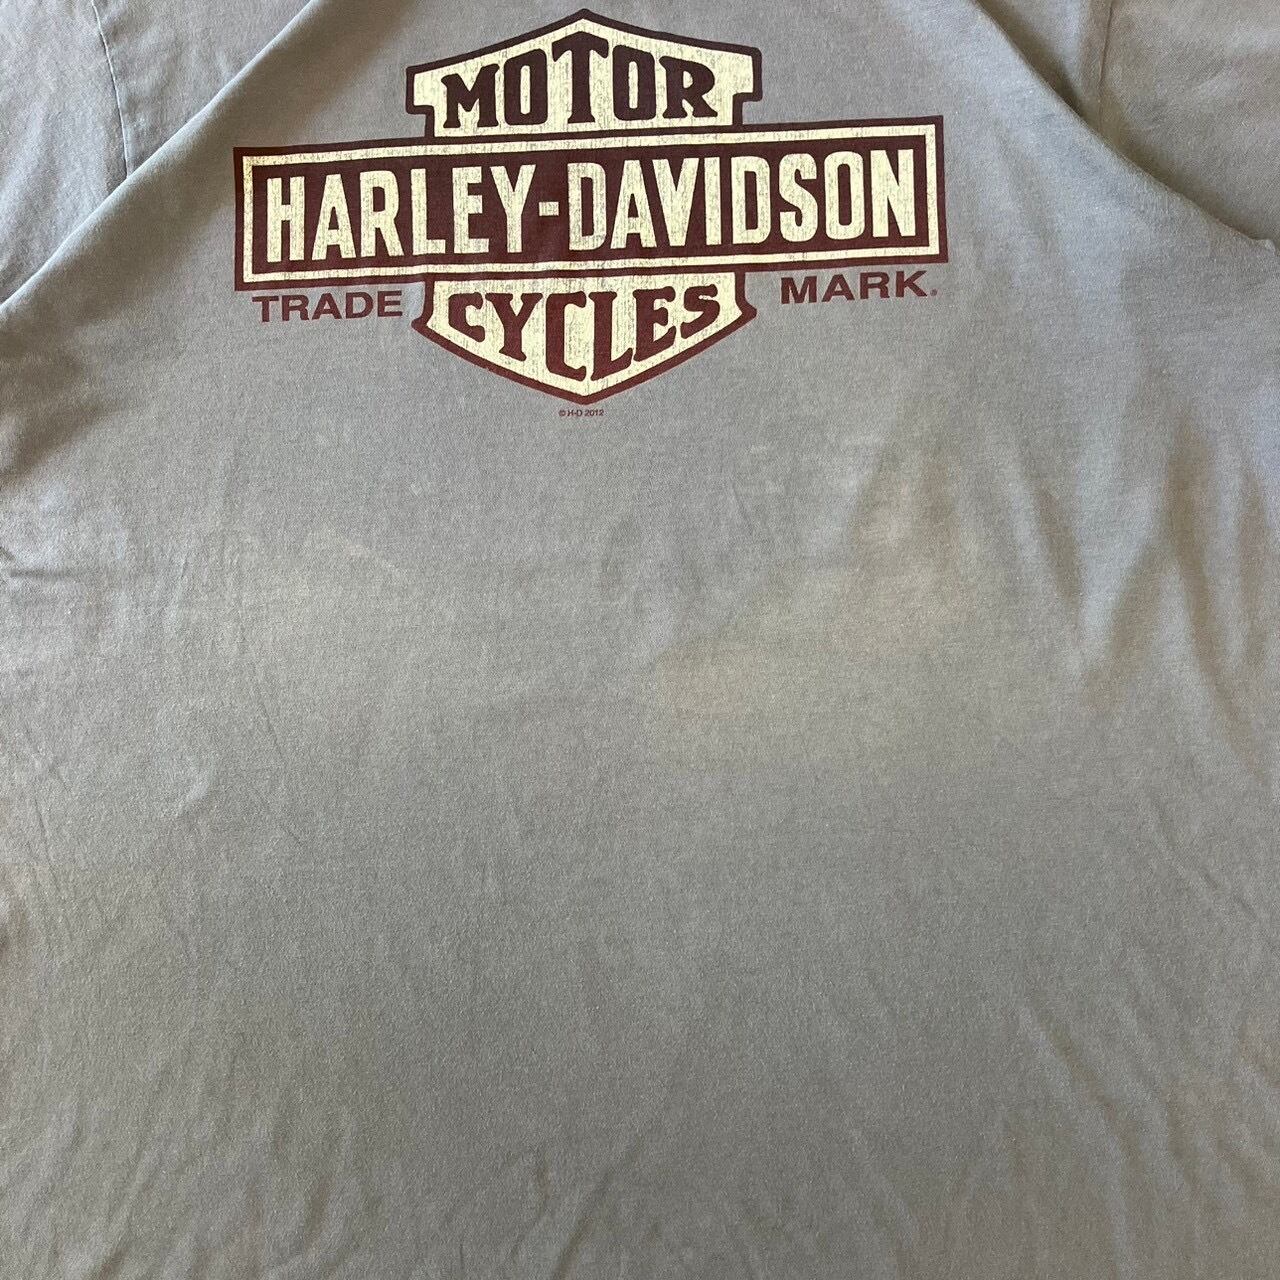 MOTOR
HARLEY-DAVIDSON
TRADE MARK.
CYCLES
© H-D 2012